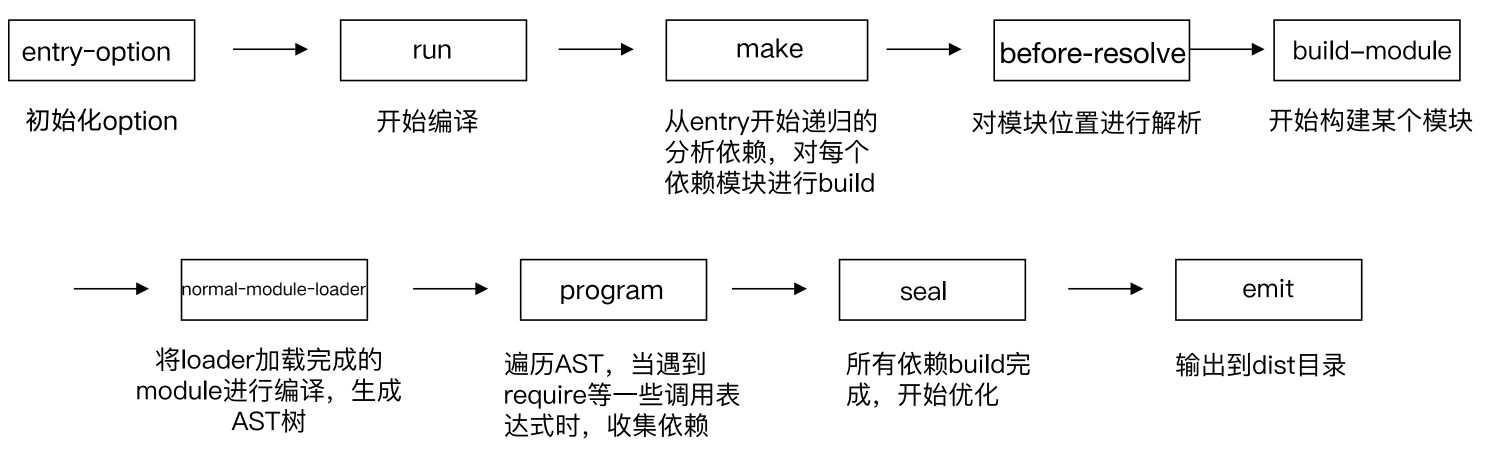 entry-option
run
make
before-resolve
build-module
初始化option
开始编译
从entry开始递归的
分析依赖，对每个
依赖模块进行build
对模块位置进行解析
开始构建某个模块
normal-module-loader
program
seal
emit
将loader加载完成的
module进行编译，生成
AST树
遍历AST，当遇到
require等一些调用表
达式时，收集依赖
所有依赖build完
成，开始优化
输出到dist目录